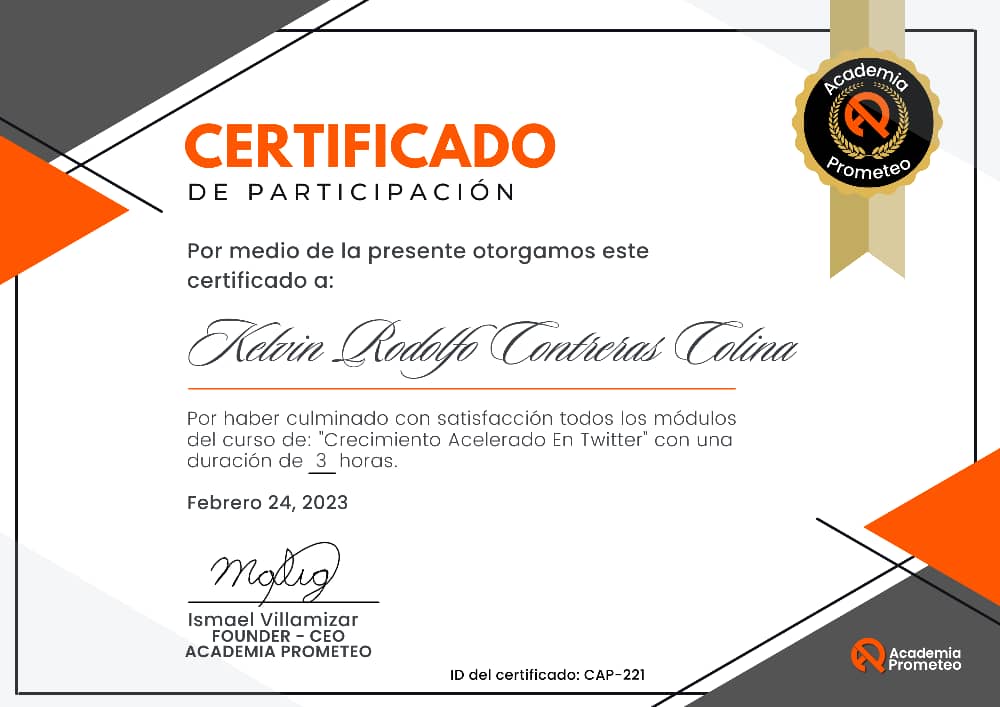 Academia
Prometeo
CERTIFICADO
DE PARTICIPACIÓN
Por medio de la presente otorgamos este
certificado a:
Kelvin Rodolfo Contreras Colina
Por haber culminado con satisfacción todos los módulos
del curso de: "Crecimiento Acelerado En Twitter" con una
duración de 3 horas.
Febrero 24, 2023
Ismael Villamizar
FOUNDER - CEO
ACADEMIA PROMETEO
ID del certificado: CAP-221
Academia
Prometeo